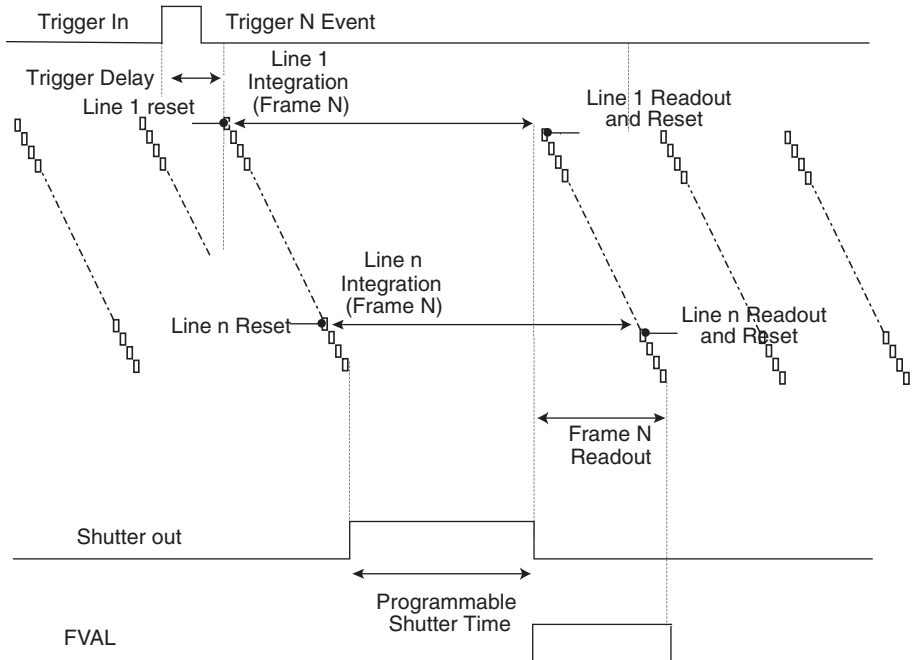 Trigger In
Trigger N Event
Trigger Delay
Line 1
Integration
(Frame N)
Line 1 reset
Line 1 Readout
and Reset
Line n
Integration
(Frame N)
Line n Reset
Line n Readout
and Reset
Frame N
Readout
Shutter out
Programmable
Shutter Time
FVAL